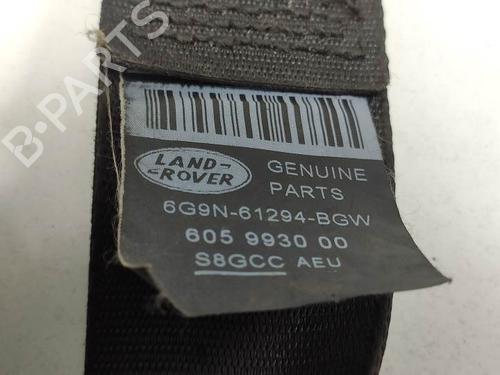 B-PARTS
LAND-
ROVER
GENUINE
PARTS
6G9N-61294-BGW
605 9930 00
S8GCC AEU